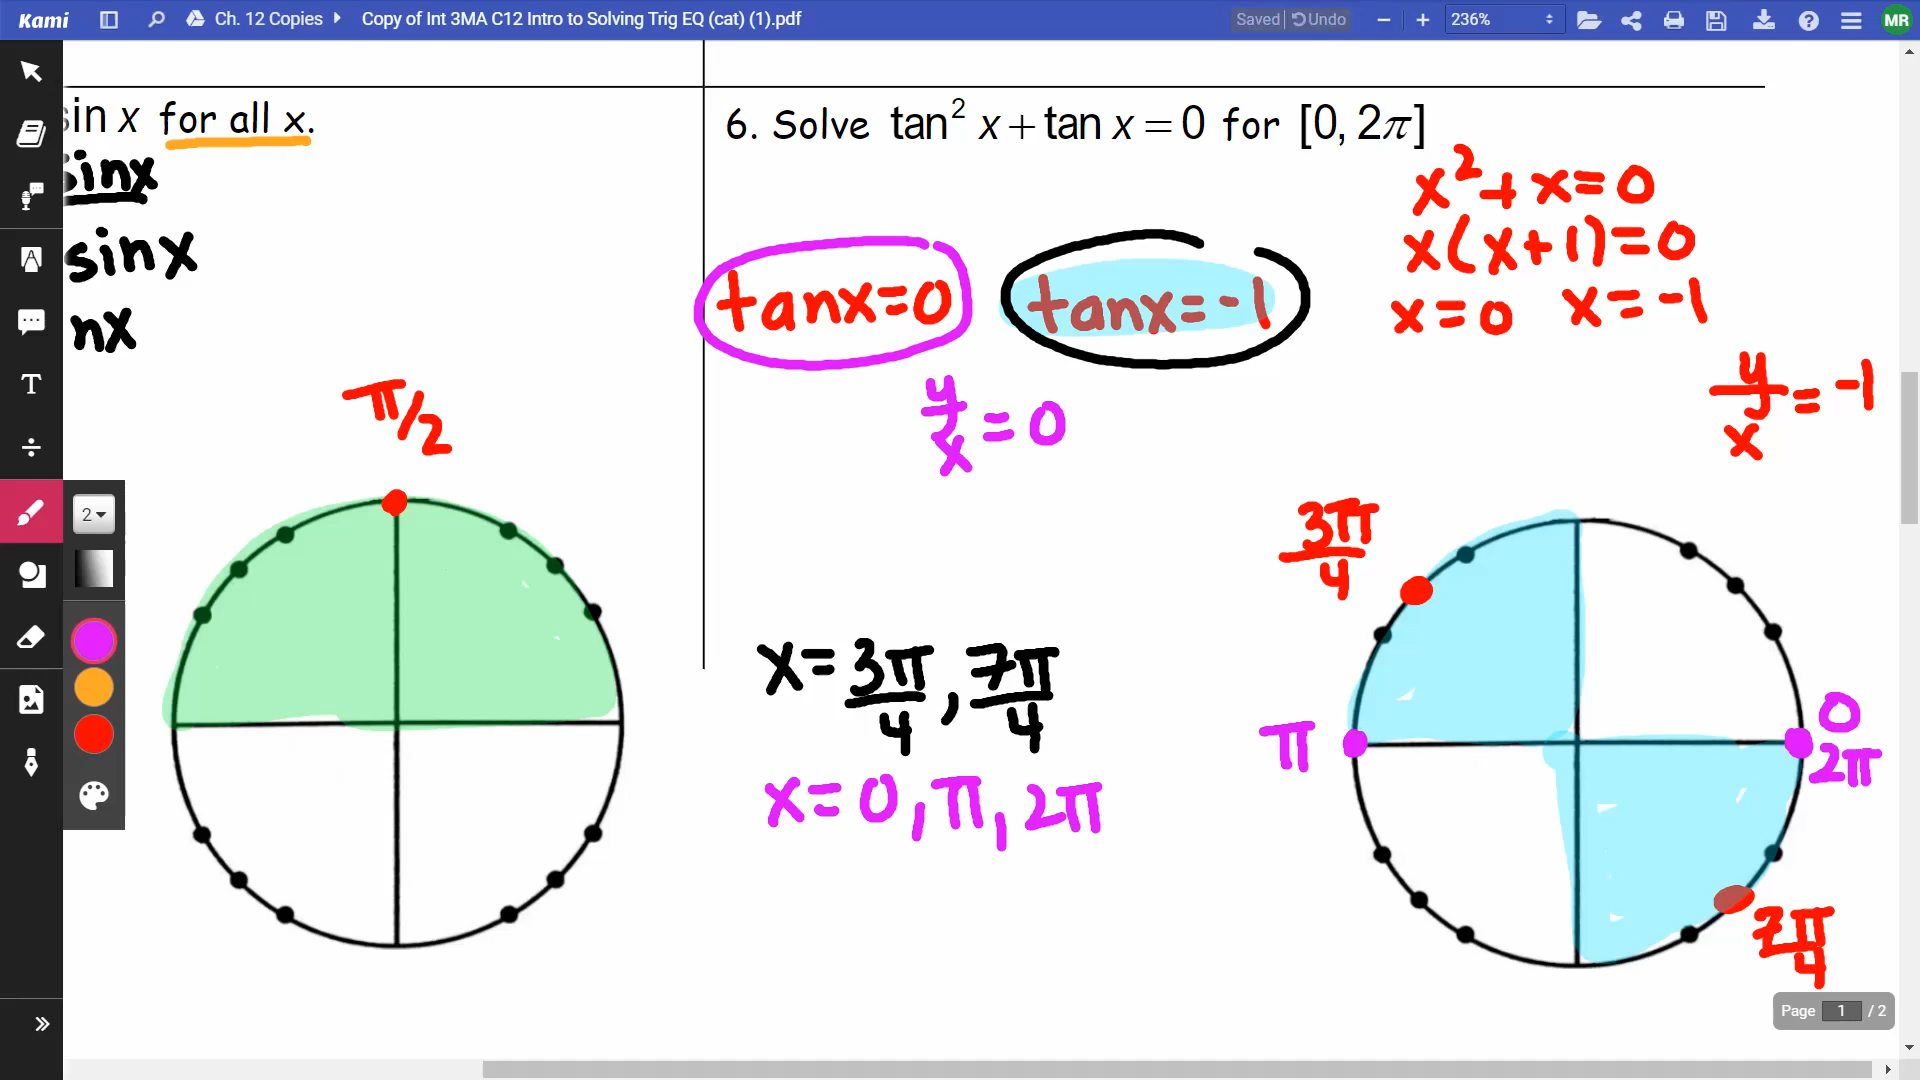 Kami
Ch. 12 Copies
Copy of Int 3MA C12 Intro to Solving Trig EQ (cat) (1).pdf
Saved
Undo
236%
MR
sin x for all x.
sinx
sinx
nx
π/2
2
6. Solve tan² x + tan x = 0 for [0, 2π]
x² + x = 0
x(x+1) = 0
x = 0 x = -1
tanx=0
tanx=-1
y/x = 0
y/x = -1
3π/4
x = 3π/4, 7π/4
x = 0, π, 2π
π
0
2π
7π/4
Page 1 / 2